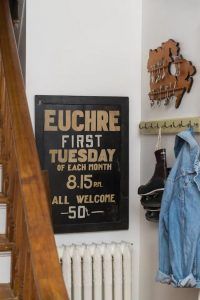 EUCHRE
FIRST
TUESDAY
OF EACH MONTH
8.15 P.M.
ALL WELCOME
-50-